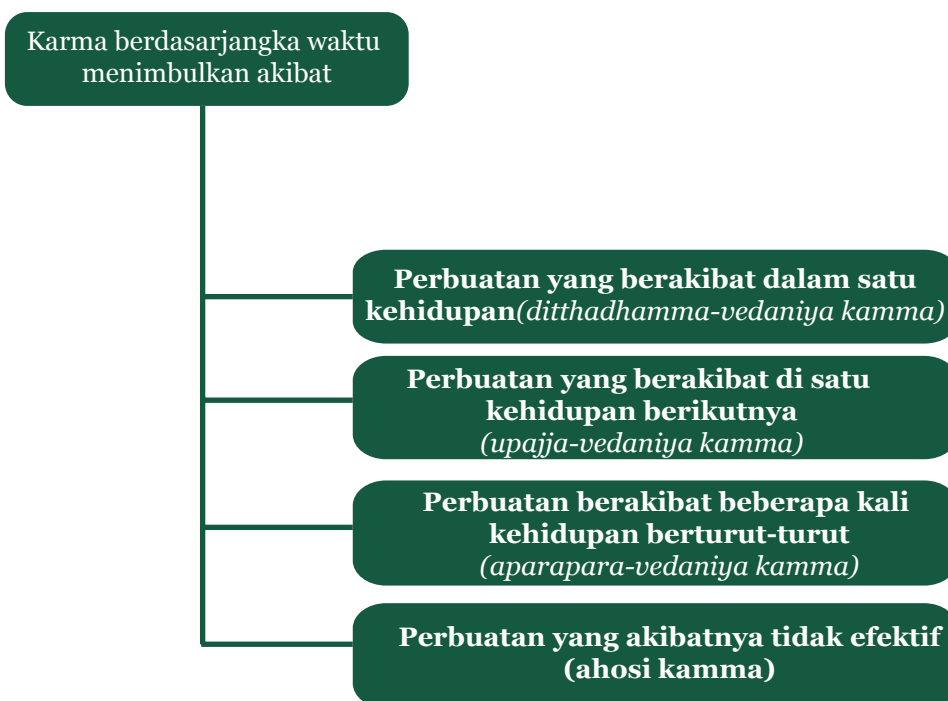 Karma berdasarjangka waktu
menimbulkan akibat
Perbuatan yang berakibat dalam satu
kehidupan(ditthadhamma-vedaniya kamma)
Perbuatan yang berakibat di satu
kehidupan berikutnya
(upajja-vedaniya kamma)
Perbuatan berakibat beberapa kali
kehidupan berturut-turut
(aparapara-vedaniya kamma)
Perbuatan yang akibatnya tidak efektif
(ahosi kamma)